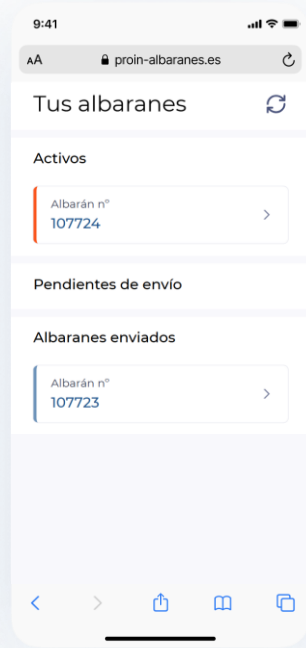 9:41
AA proin-albaranes.es
Tus albaranes
Activos
Albarán nº
107724
Pendientes de envío
Albaranes enviados
Albarán nº
107723